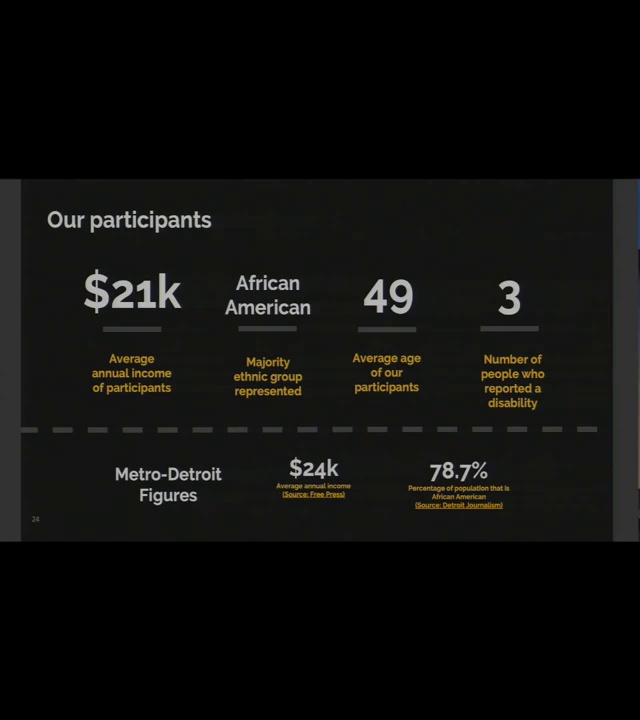 Our participants
$21k
Average
annual income
of participants
African
American
Majority
ethnic group
represented
49
Average age
of our
participants
3
Number of
people who
reported a
disability
Metro-Detroit
Figures
$24k
Average annual income
(Source: Free Press)
78.7%
Percentage of population that is
African American
(Source: Detroit Journalism)
24